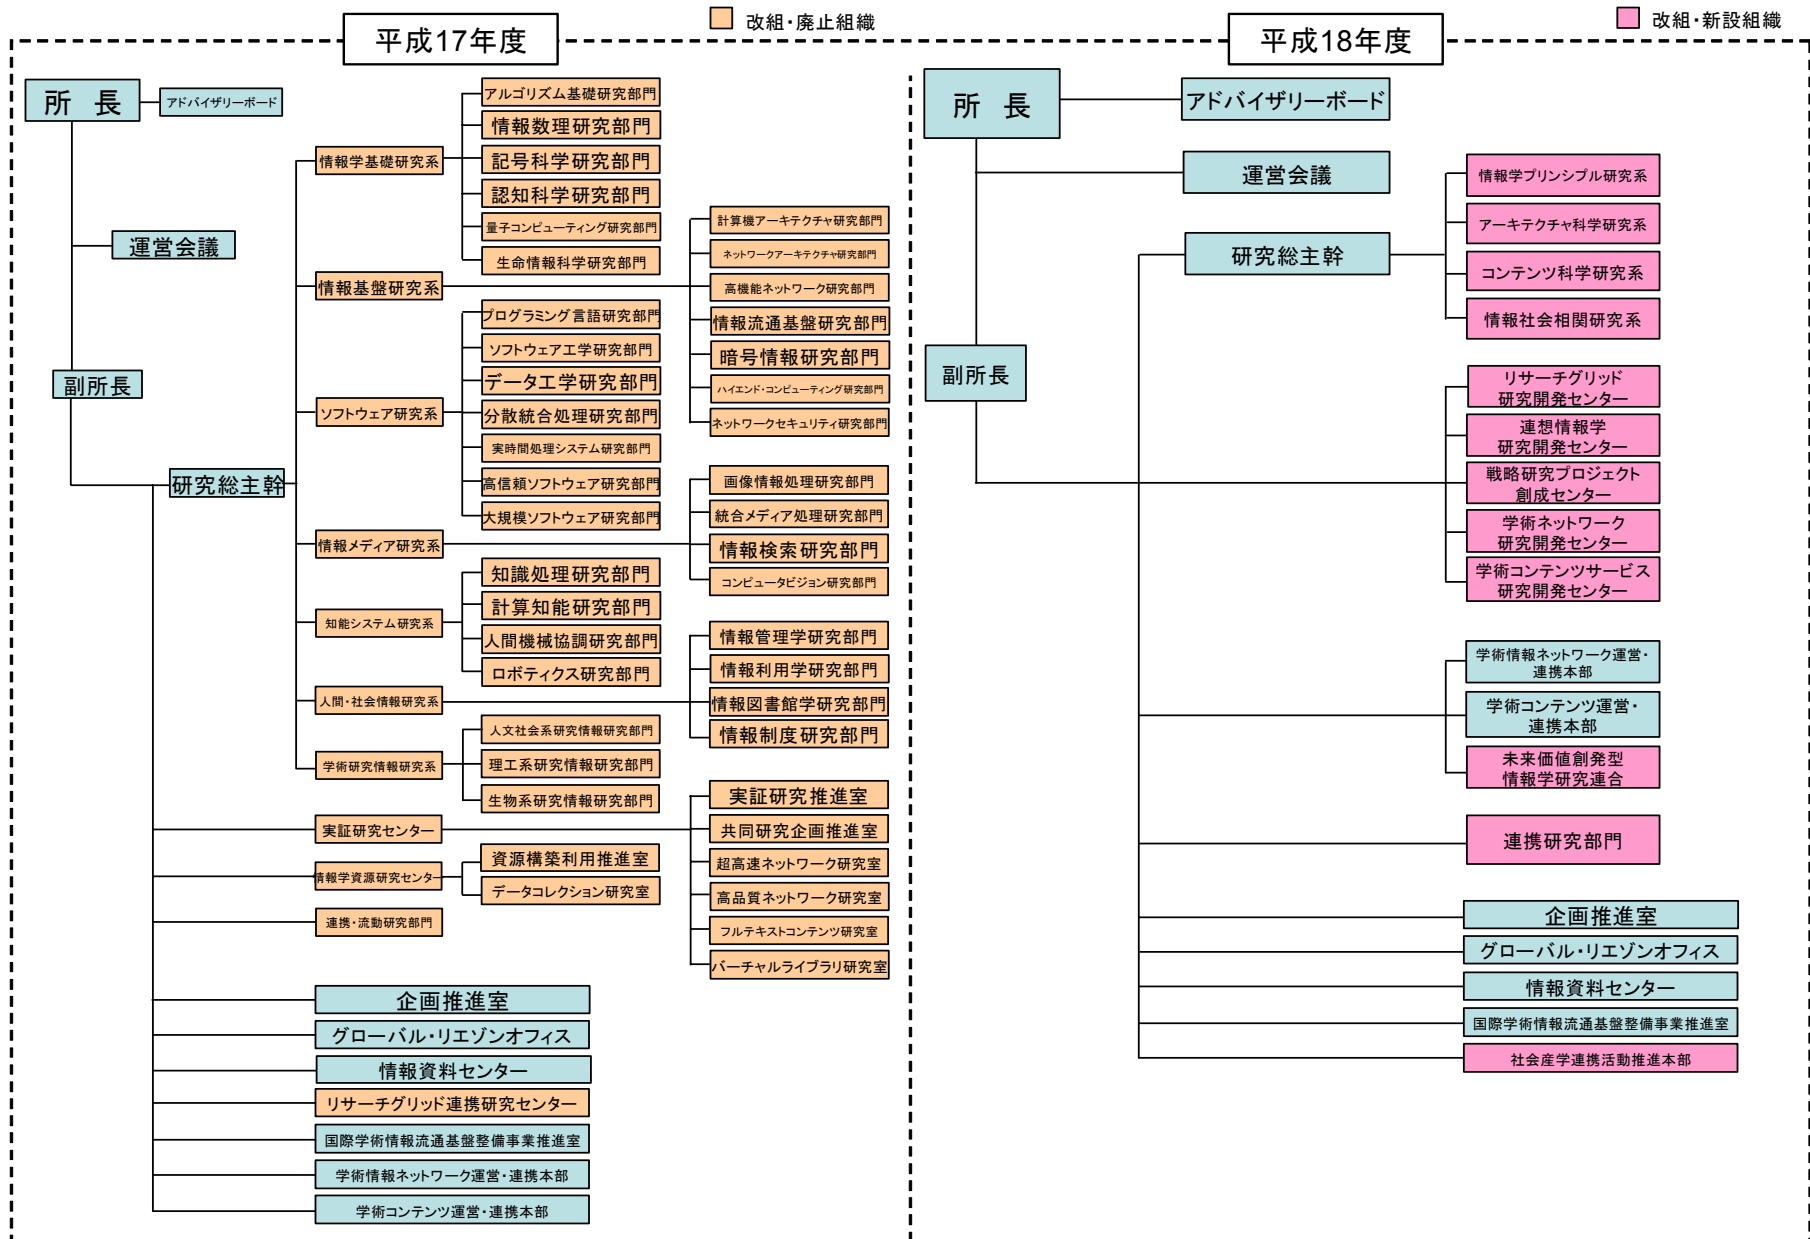 平成17年度
改組・廃止組織
所 長
アドバイザリーボード
運営会議
副所長
研究総主幹
情報学基礎研究系
アルゴリズム基礎研究部門
情報数理研究部門
記号科学研究部門
認知科学研究部門
量子コンピューティング研究部門
生命情報科学研究部門
情報基盤研究系
計算機アーキテクチャ研究部門
ネットワークアーキテクチャ研究部門
高機能ネットワーク研究部門
情報流通基盤研究部門
暗号情報研究部門
ハイエンド・コンピューティング研究部門
ネットワークセキュリティ研究部門
ソフトウェア研究系
プログラミング言語研究部門
ソフトウェア工学研究部門
データ工学研究部門
分散統合処理研究部門
実時間処理システム研究部門
高信頼ソフトウェア研究部門
大規模ソフトウェア研究部門
情報メディア研究系
画像情報処理研究部門
統合メディア処理研究部門
情報検索研究部門
コンピュータビジョン研究部門
知能システム研究系
知識処理研究部門
計算知能研究部門
人間機械協調研究部門
ロボティクス研究部門
人間・社会情報研究系
情報管理学研究部門
情報利用学研究部門
情報図書館学研究部門
情報制度研究部門
学術研究情報研究系
人文社会系研究情報研究部門
理工系研究情報研究部門
生物系研究情報研究部門
実証研究センター
実証研究推進室
共同研究企画推進室
超高速ネットワーク研究室
高品質ネットワーク研究室
フルテキストコンテンツ研究室
バーチャルライブラリ研究室
情報学資源研究センター
資源構築利用推進室
データコレクション研究室
連携・流動研究部門
企画推進室
グローバル・リエゾンオフィス
情報資料センター
リサーチグリッド連携研究センター
国際学術情報流通基盤整備事業推進室
学術情報ネットワーク運営・連携本部
学術コンテンツ運営・連携本部
平成18年度
改組・新設組織
所 長
アドバイザリーボード
運営会議
研究総主幹
副所長
情報学プリンシプル研究系
アーキテクチャ科学研究系
コンテンツ科学研究系
情報社会相関研究系
リサーチグリッド
研究開発センター
連想情報学
研究開発センター
戦略研究プロジェクト
創成センター
学術ネットワーク
研究開発センター
学術コンテンツサービス
研究開発センター
学術情報ネットワーク運営・
連携本部
学術コンテンツ運営・
連携本部
未来価値創発型
情報学研究連合
連携研究部門
企画推進室
グローバル・リエゾンオフィス
情報資料センター
国際学術情報流通基盤整備事業推進室
社会産学連携活動推進本部